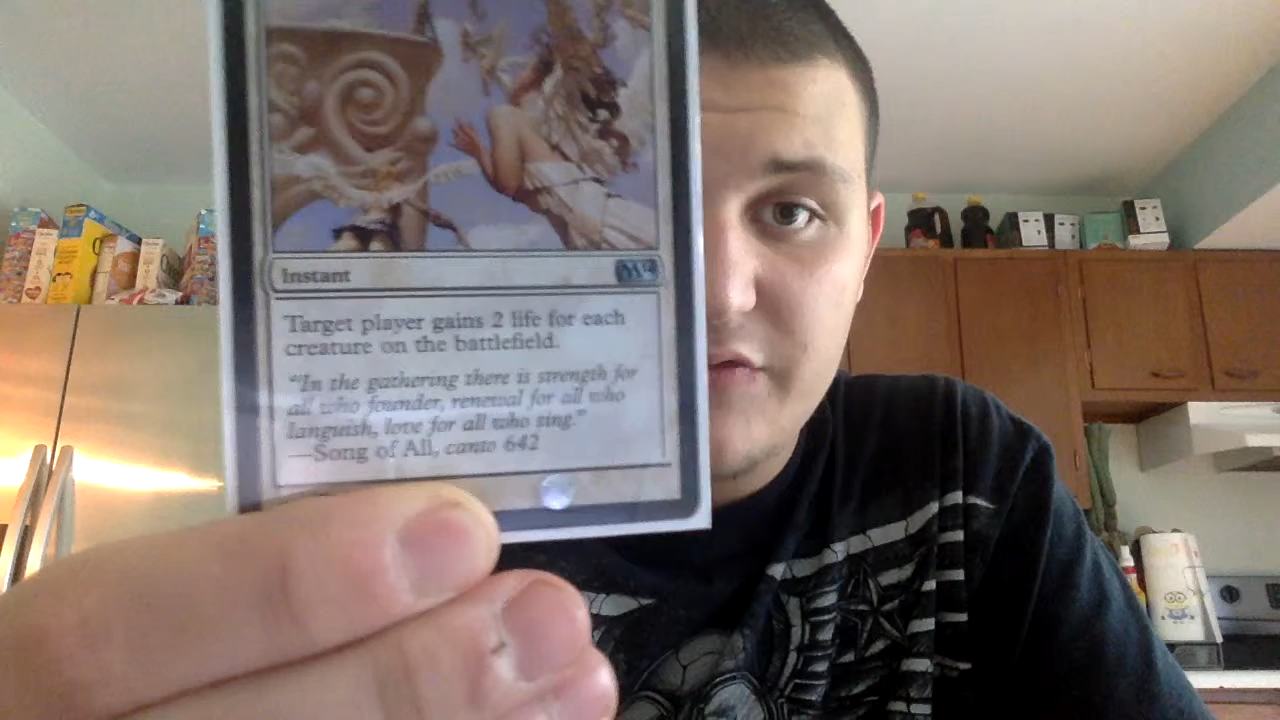 Instant
Target player gains 2 life for each
creature on the battlefield.
“In the gathering there is strength for
all who founder, renewal for all who
languish, love for all who sing.”
—Song of All, canto 642